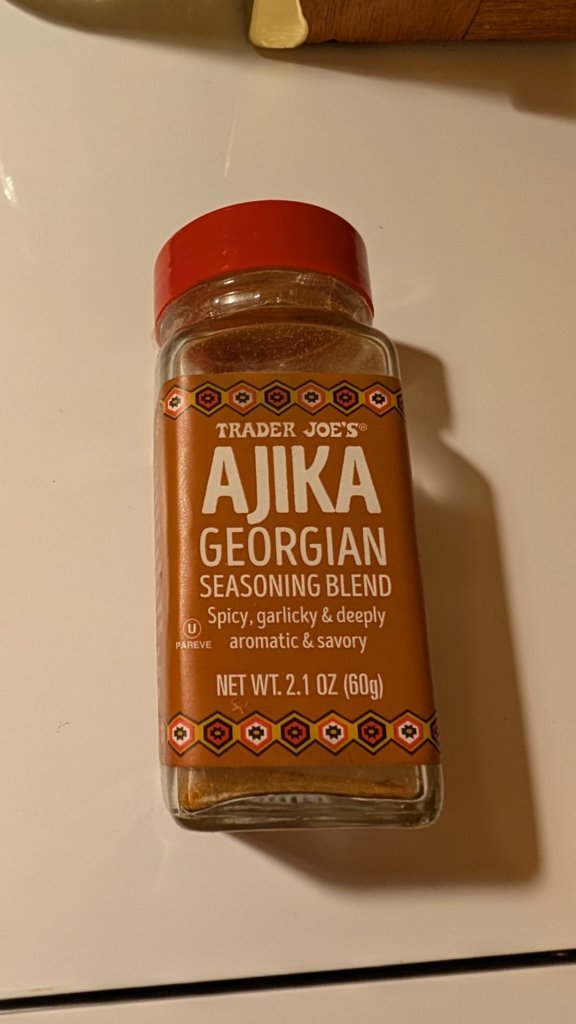 TRADER JOE'S®
AJIKA
GEORGIAN
SEASONING BLEND
Spicy, garlicky & deeply
aromatic & savory
U
PAREVE
NET WT. 2.1 OZ (60g)